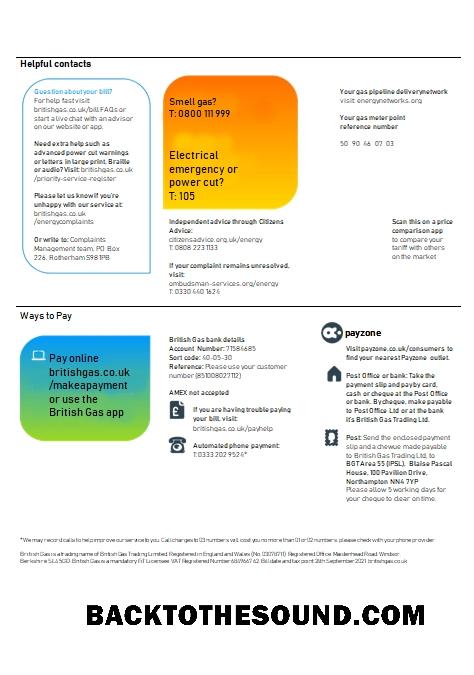 Helpful contacts
Question about your bill?
For help fast visit
britishgas.co.uk/bill FAQs or
start a live chat with an advisor
on our website or app.
Need extra help such as
advanced power cut warnings
or letters in large print, Braille
or audio? Visit: britishgas.co.uk
/priority-service-register
Please let us know if you're
unhappy with our service at:
britishgas.co.uk
/energycomplaints
Or write to: Complaints
Management team, PO Box
226, Rotherham S98 1PB
Smell gas?
T: 0800 111 999
Electrical
emergency or
power cut?
T: 105
Independent advice through Citizens
Advice:
citizensadvice.org.uk/energy
T: 0808 223 1133
If your complaint remains unresolved,
visit:
ombudsman-services.org/energy
T: 0330 440 1624
Your gas pipeline delivery network
visit energynetworks.org
Your gas meter point
reference number
50 90 46 07 03
Scan this on a price
comparison app
to compare your
tariff with others
on the market
Ways to Pay
Pay online
britishgas.co.uk
/makeapayment
or use the
British Gas app
British Gas bank details
Account Number: 71584685
Sort code: 40-05-30
Reference: Please use your customer
number (851008027112)
AMEX not accepted
If you are having trouble paying
your bill, visit:
britishgas.co.uk/payhelp
Automated phone payment:
T: 0333 202 9524*
payzone
Visit payzone.co.uk/consumers to
find your nearest Payzone outlet.
Post Office or bank: Take the
payment slip and pay by card,
cash or cheque at the Post Office
or bank. By cheque, make payable
to Post Office Ltd or at the bank
it's British Gas Trading Ltd.
Post: Send the enclosed payment
slip and a chewue made payable
to British Gas Trading Ltd, to
BGT Area 55 (IPSL), Blaise Pascal
House, 100 Pavilion Drive,
Northampton NN4 7YP
Please allow 5 working days for
your cheque to clear on time.
*We may record calls to help improve our service to you. Call charges to 03 numbers will cost you no more than 01 or 02 numbers, please check with your phone provider
British Gas is a trading name of British Gas Trading Limited. Registered in England and Wales (No. 03078711). Registered Office: Maidenhead Road, Windsor,
Berkshire SL4 5GD. British Gas is a mandatory FiT Licensee. VAT Registered Number 684 9667 62. Bill date and tax point 26th September 2021 britishgas.co.uk
BACKTOTHESOUND.COM